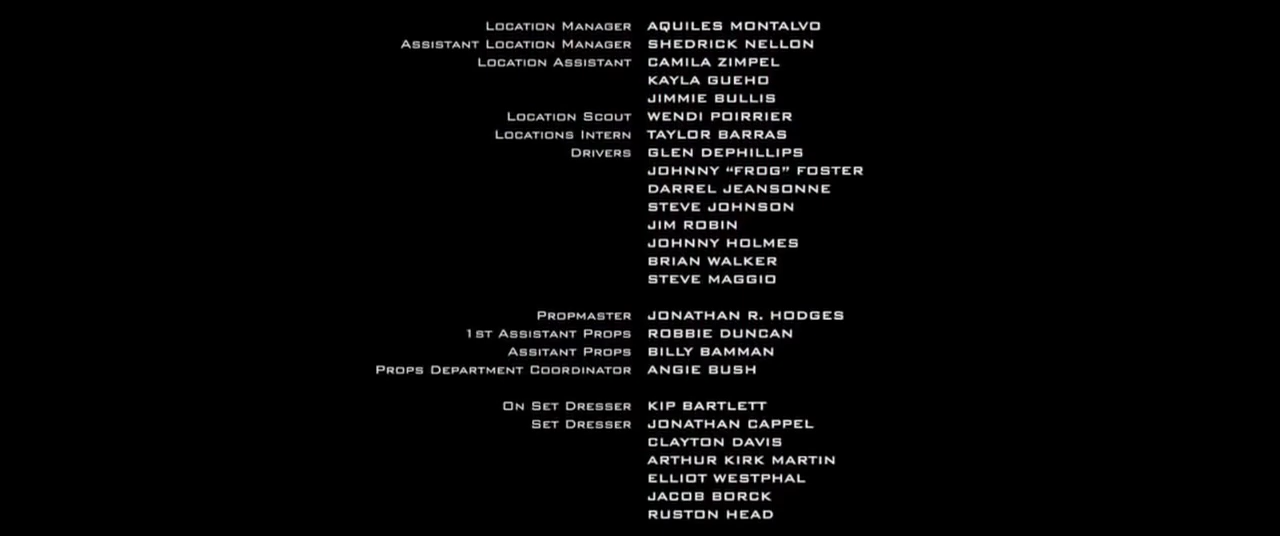 Location Manager AQUILES MONTALVO
Assistant Location Manager SHEDRICK NELLON
Location Assistant CAMILA ZIMPEL
KAYLA GUEHO
JIMMIE BULLIS
Location Scout WENDI POIRRIER
Locations Intern TAYLOR BARRAS
Drivers GLEN DEPHILLIPS
JOHNNY “FROG” FOSTER
DARREL JEANSONNE
STEVE JOHNSON
JIM ROBIN
JOHNNY HOLMES
BRIAN WALKER
STEVE MAGGIO
Propmaster JONATHAN R. HODGES
1st Assistant Props ROBBIE DUNCAN
Assitant Props BILLY BAMMAN
Props Department Coordinator ANGIE BUSH
On Set Dresser KIP BARTLETT
Set Dresser JONATHAN CAPPEL
CLAYTON DAVIS
ARTHUR KIRK MARTIN
ELLIOT WESTPHAL
JACOB BORCK
RUSTON HEAD